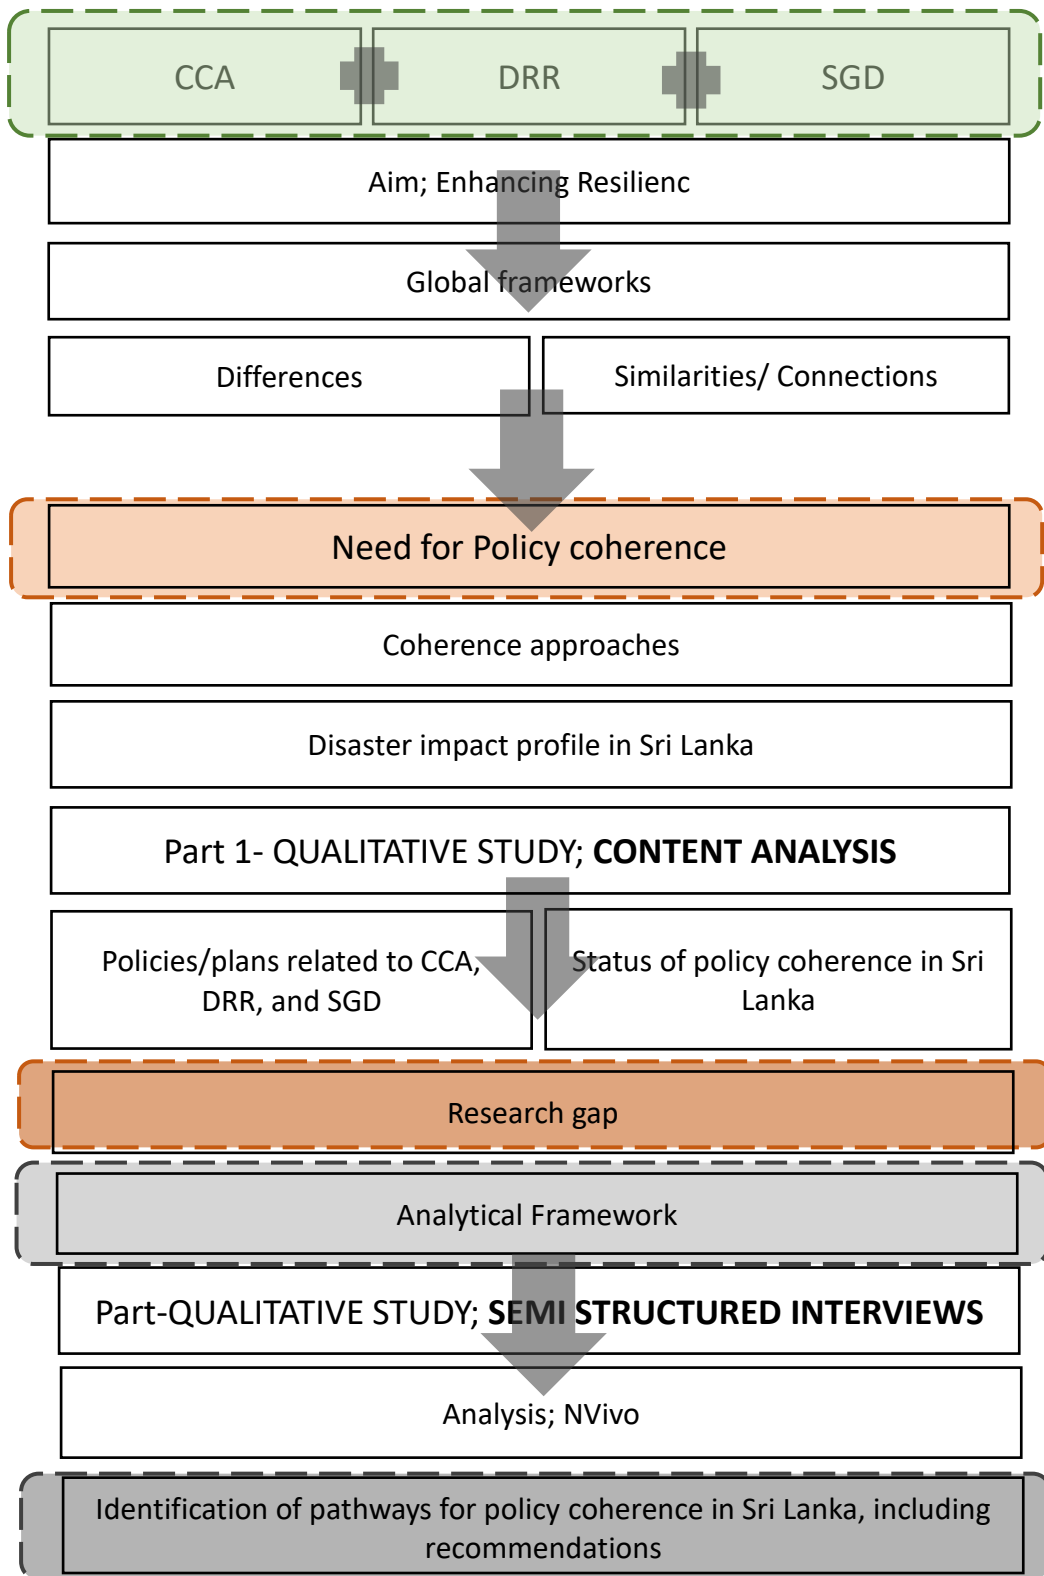 CCA
DRR
SGD
Aim; Enhancing Resilienc
Global frameworks
Differences
Similarities/ Connections
Need for Policy coherence
Coherence approaches
Disaster impact profile in Sri Lanka
Part 1- QUALITATIVE STUDY; CONTENT ANALYSIS
Policies/plans related to CCA,
DRR, and SGD
Status of policy coherence in Sri
Lanka
Research gap
Analytical Framework
Part-QUALITATIVE STUDY; SEMI STRUCTURED INTERVIEWS
Analysis; NVivo
Identification of pathways for policy coherence in Sri Lanka, including
recommendations